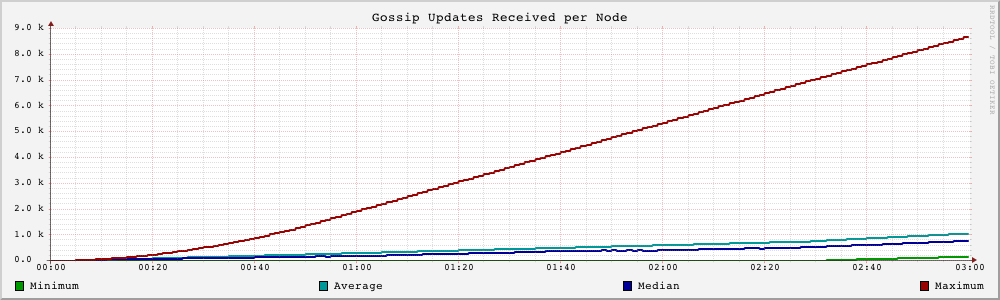 Gossip Updates Received per Node
RRDTOOL / TOBI OETIKER
9.0 k
8.0 k
7.0 k
6.0 k
5.0 k
4.0 k
3.0 k
2.0 k
1.0 k
0.0
00:00 00:20 00:40 01:00 01:20 01:40 02:00 02:20 02:40 03:00
Minimum Average Median Maximum